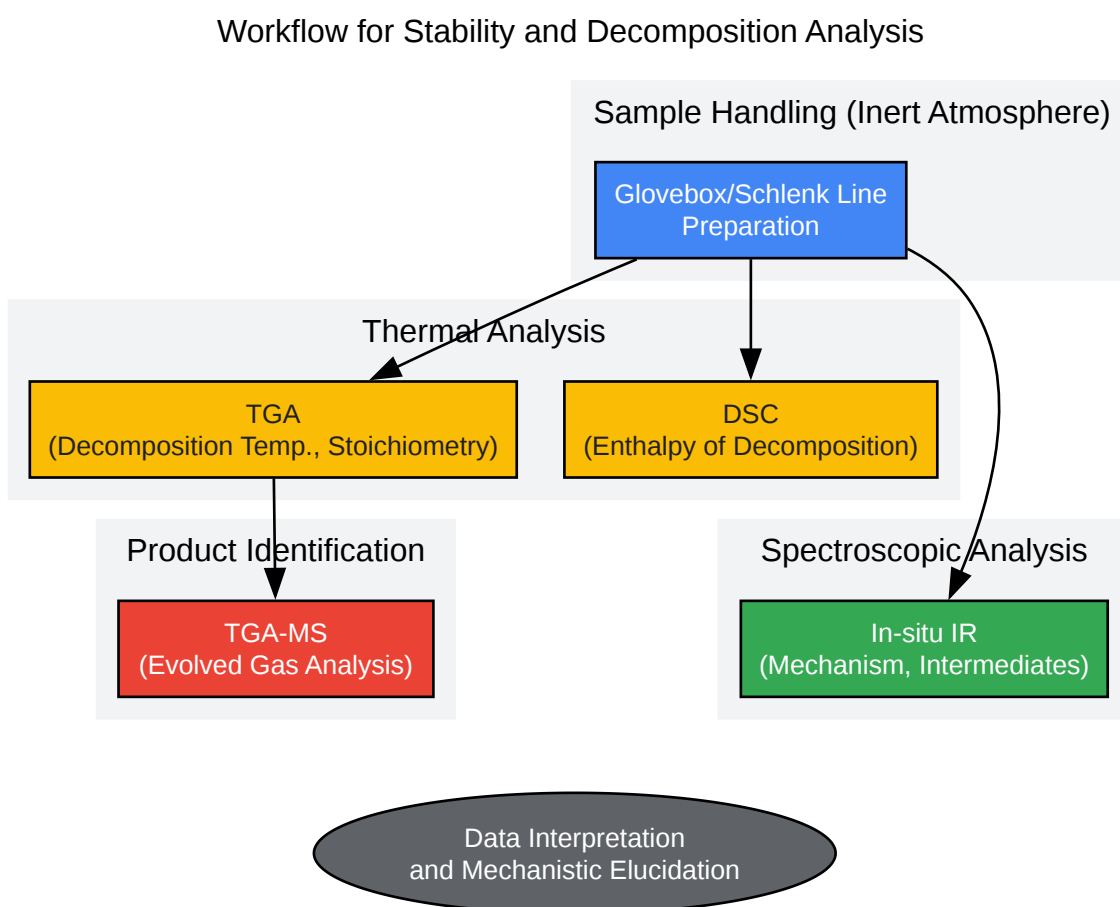 Workflow for Stability and Decomposition Analysis
Sample Handling (Inert Atmosphere)
Glovebox/Schlenk Line
Preparation
Thermal Analysis
TGA
(Decomposition Temp., Stoichiometry)
DSC
(Enthalpy of Decomposition)
Product Identification
TGA-MS
(Evolved Gas Analysis)
Spectroscopic Analysis
In-situ IR
(Mechanism, Intermediates)
Data Interpretation
and Mechanistic Elucidation